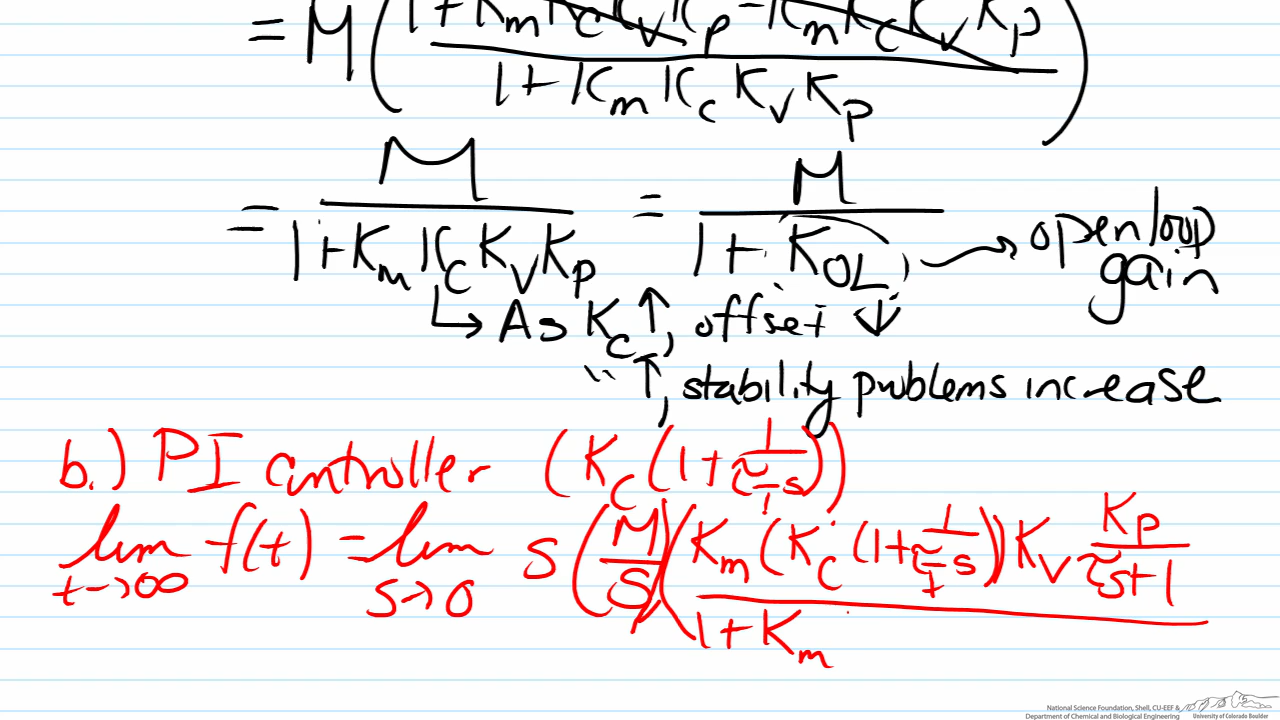 = M ( 1 + Km Kc Kv Kp - Km Kc Kv Kp
1 + Km Kc Kv Kp )
M = M
1 + Km Kc Kv Kp 1 + KOL → open loop gain
↳ As Kc ↑, offset ↓
" ↑, stability problems increase
b.) PI controller (Kc (1 + 1/τI s))
lim t→∞ f(t) = lim s→0 s (M/s) ( Km (Kc (1 + 1/τI s)) Kv Kp/τs+1
1 + Km
National Science Foundation, Shell, CU-EEF &
Department of Chemical and Biological Engineering
University of Colorado Boulder